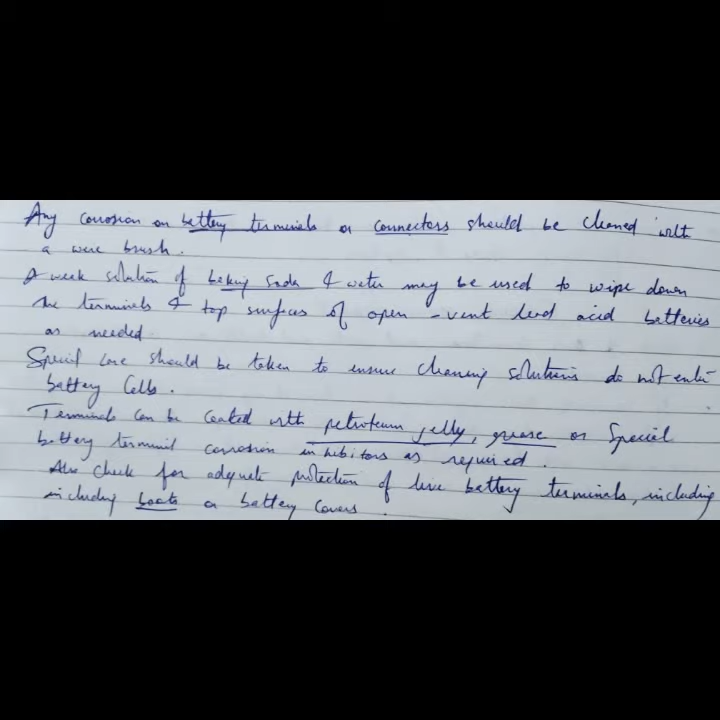 Any corrosion on battery terminals or connectors should be cleaned with
a wire brush.
A weak solution of baking soda & water may be used to wipe down
the terminals & top surfaces of open-vent lead acid batteries
as needed
Special care should be taken to ensure cleaning solutions do not enter
battery cells.
Terminals can be coated with petroleum jelly, grease or special
battery terminal corrosion inhibitors as required.
Also check for adequate protection of live battery terminals, including
including boots or battery covers.